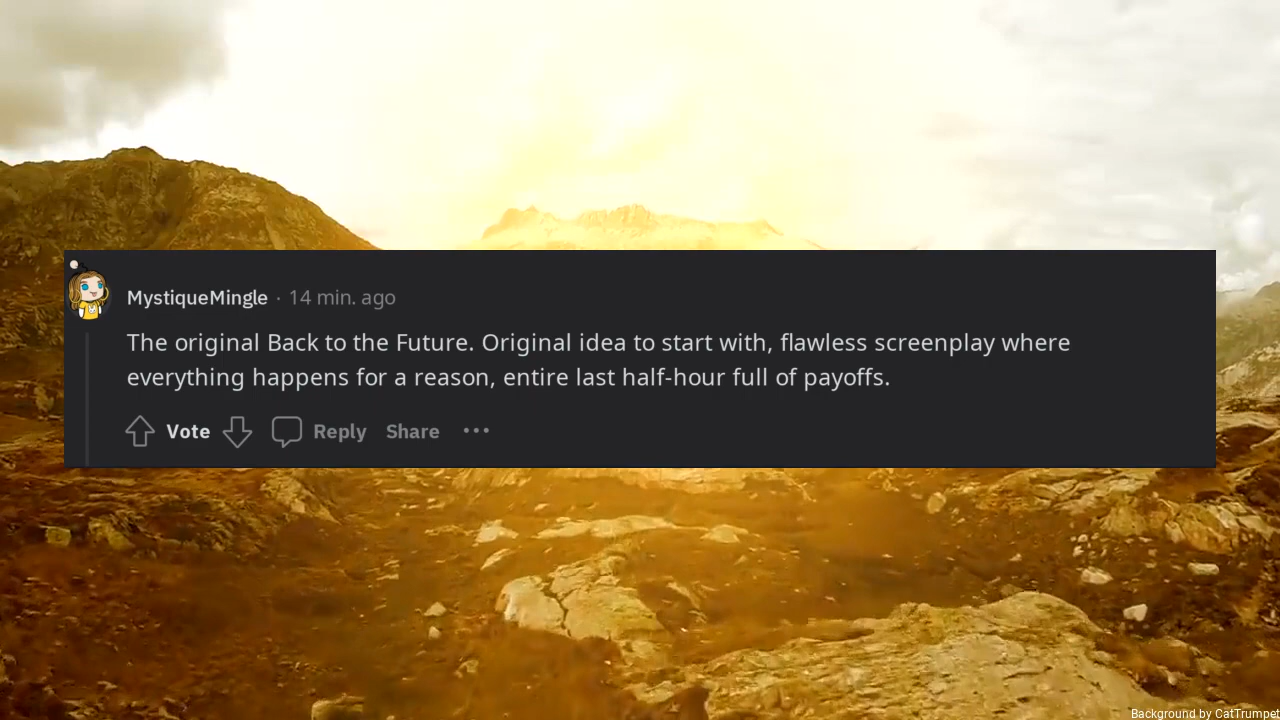 MystiqueMingle · 14 min. ago
The original Back to the Future. Original idea to start with, flawless screenplay where
everything happens for a reason, entire last half-hour full of payoffs.
Vote Reply Share ···
Background by CatTrumpet